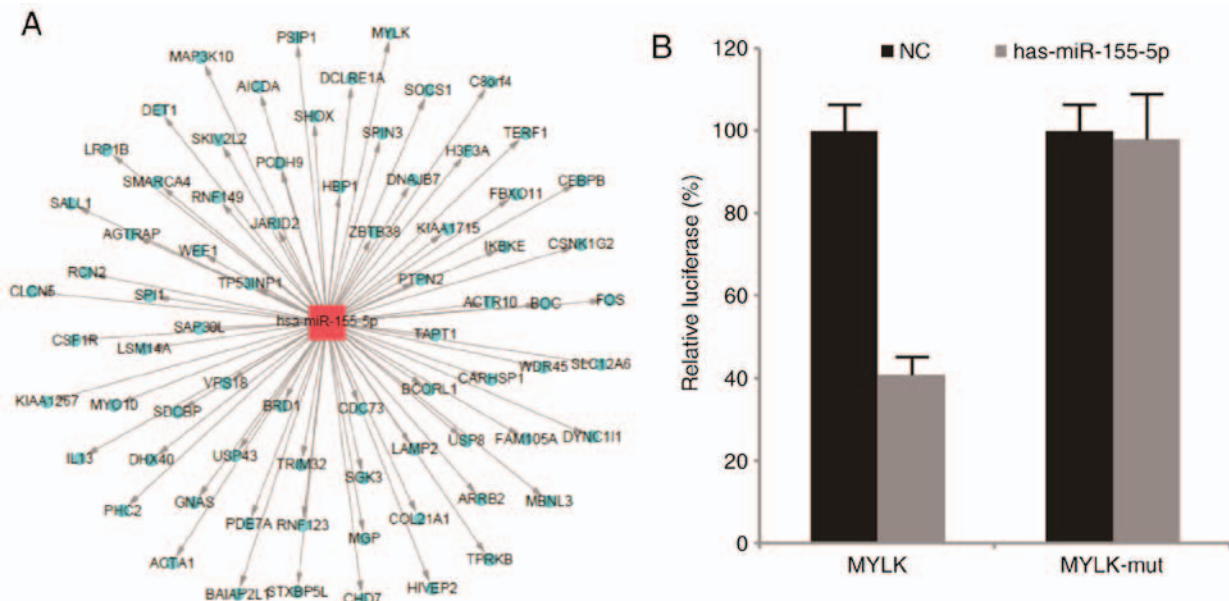 A
PSIP1
MYLK
MAP3K10
DCLRE1A
C8orf4
AICDA
SOCS1
DET1
SHOX
SPIN3
TERF1
SKIV2L2
H3F3A
LRP1B
PCDH9
SMARCA4
RNF149
HBP1
DNAJB7
FBXO11
CEBPB
SALL1
JARID2
ZBTB38
KIAA1715
AGTRAP
WEE1
IKBKE
CSNK1G2
RCN2
TP53INP1
PTPN2
CLCN5
SPI1
ACTR10
BOC
FOS
hsa-miR-155-5p
SAP30L
TAPT1
CSF1R
LSM14A
WDR45
SLC12A6
CARHSP1
VPS18
BCORL1
KIAA1267
MYO10
SDCBP
BRD1
CDC73
USP8
FAM105A
DYNC1I1
IL13
DHX40
USP43
TRIM32
LAMP2
SGK3
PHC2
GNAS
ARRB2
MBNL3
PDE7A
RNF123
COL21A1
MGP
ACTA1
TPRKB
BAIAP2L1
STXBP5L
CHD7
HIVEP2
B
NC
has-miR-155-5p
Relative luciferase (%)
120
100
80
60
40
20
0
MYLK
MYLK-mut